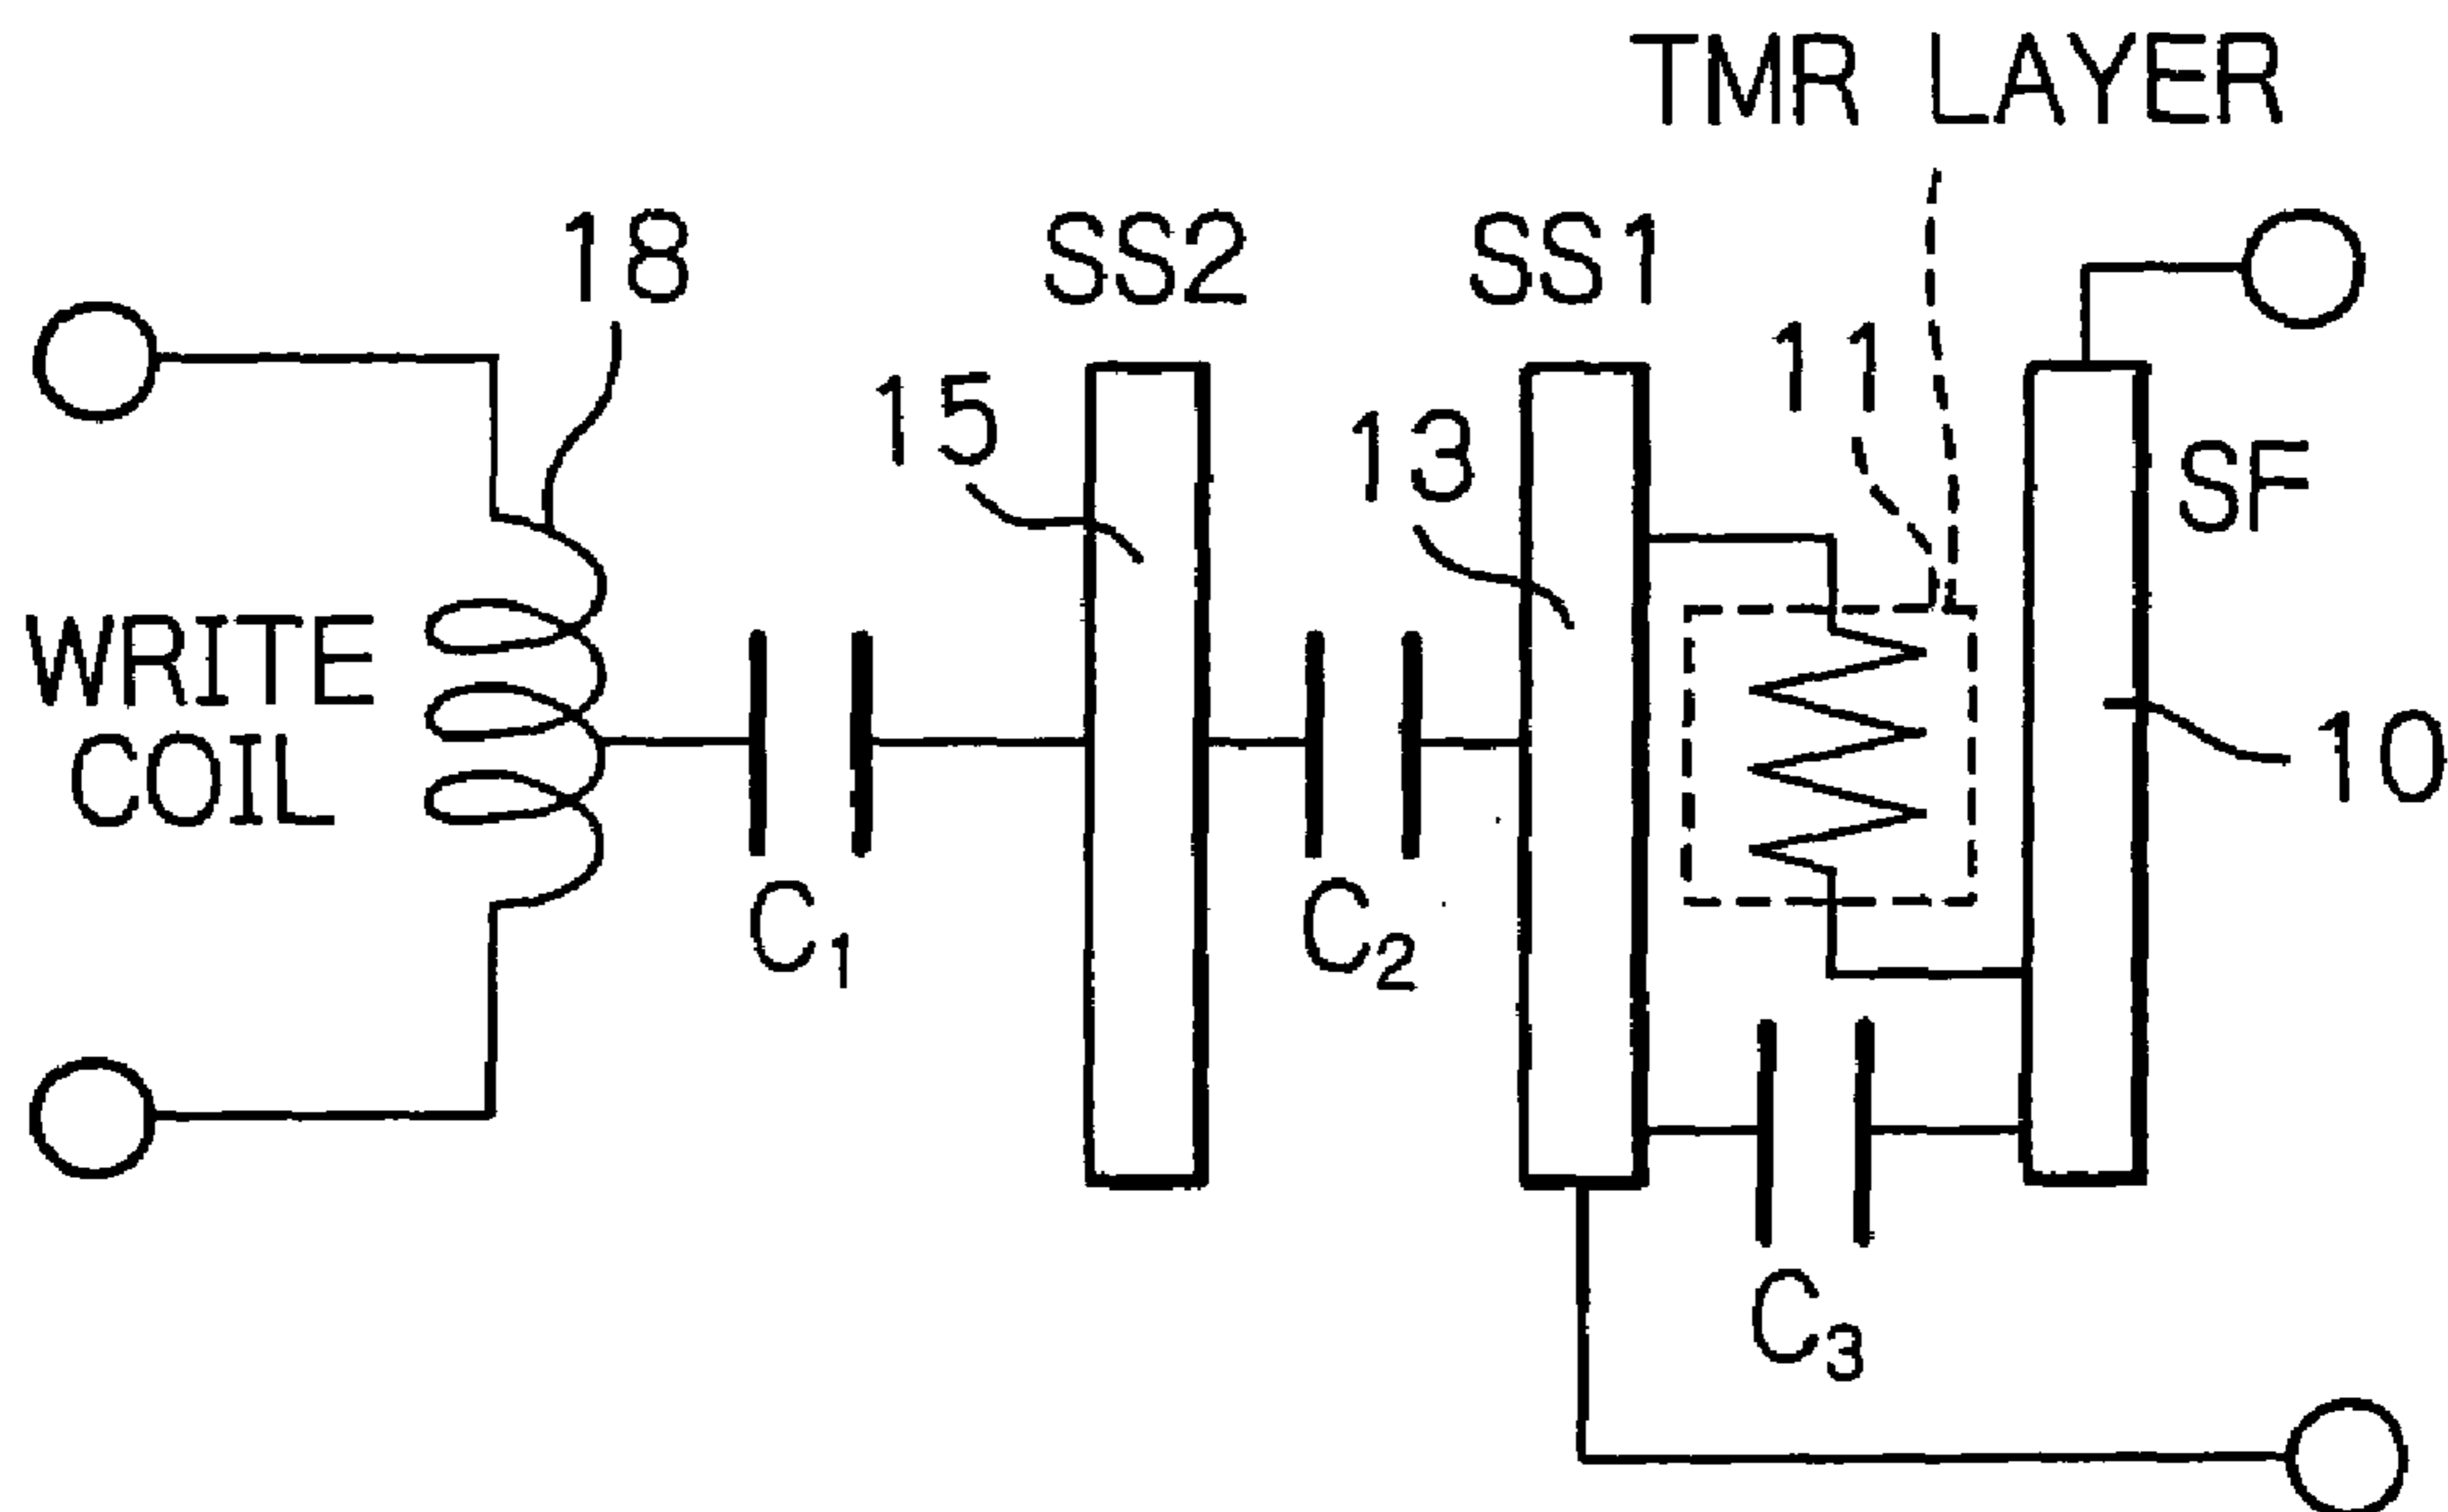 TMR LAYER
18
SS2
SS1
11
15
13
SF
WRITE
COIL
10
C1
C2
C3